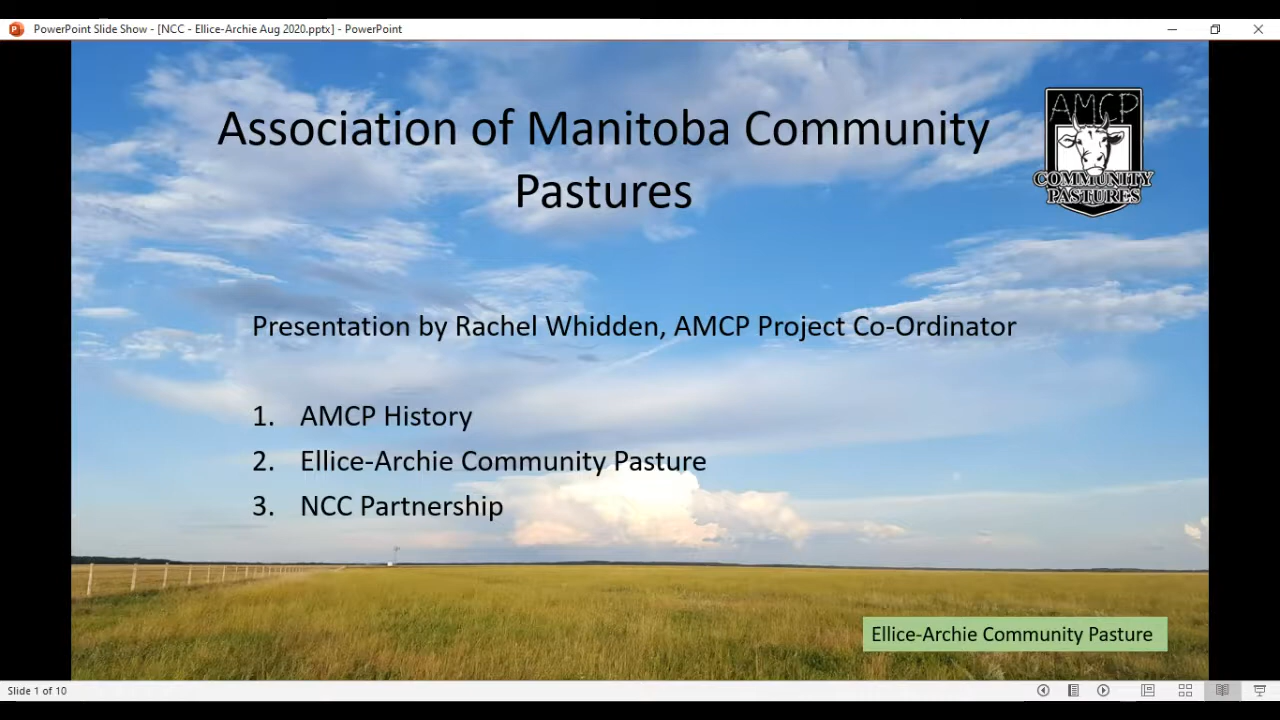 PowerPoint Slide Show - [NCC - Ellice-Archie Aug 2020.pptx] - PowerPoint
Association of Manitoba Community
Pastures
AMCP
COMMUNITY
PASTURES
Presentation by Rachel Whidden, AMCP Project Co-Ordinator
1. AMCP History
2. Ellice-Archie Community Pasture
3. NCC Partnership
Ellice-Archie Community Pasture
Slide 1 of 10